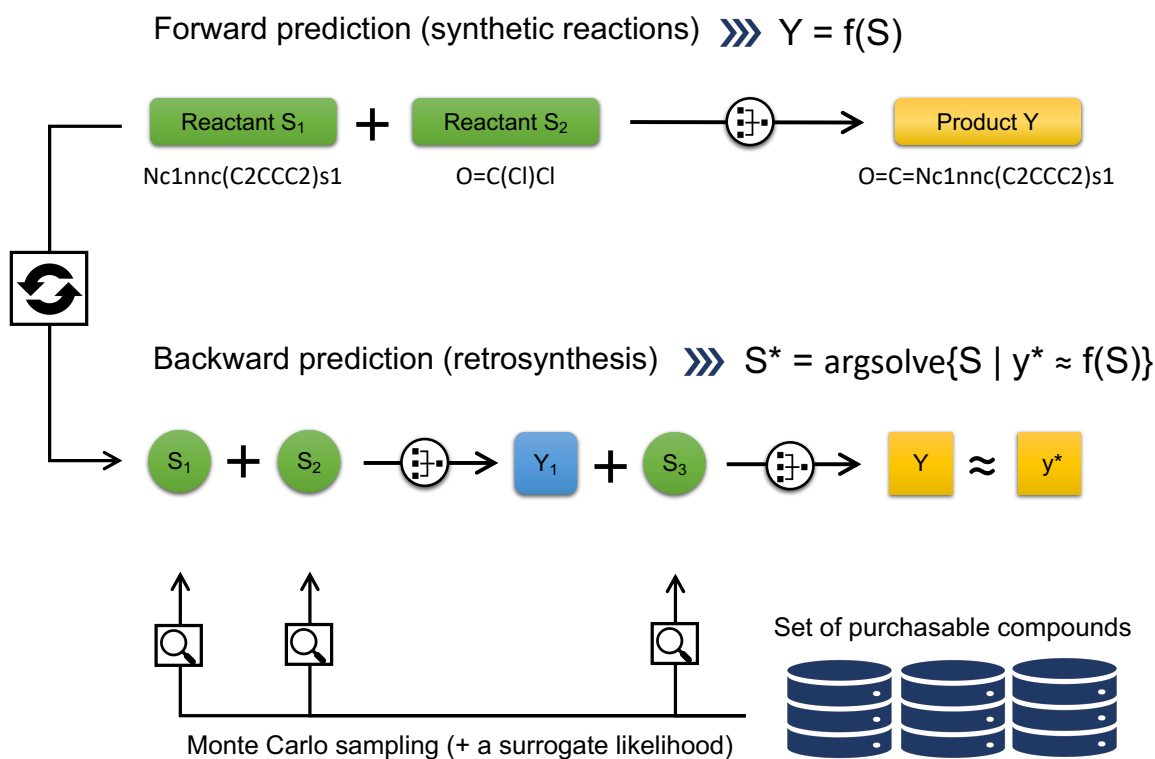 Forward prediction (synthetic reactions) Y = f(S)
Reactant S₁ + Reactant S₂ Product Y
Nc1nnc(C2CCC2)s1 O=C(Cl)Cl O=C=Nc1nnc(C2CCC2)s1
Backward prediction (retrosynthesis) S* = argsolve{S | y* ≈ f(S)}
S₁ + S₂ Y₁ + S₃ Y ≈ y*
Set of purchasable compounds
Monte Carlo sampling (+ a surrogate likelihood)